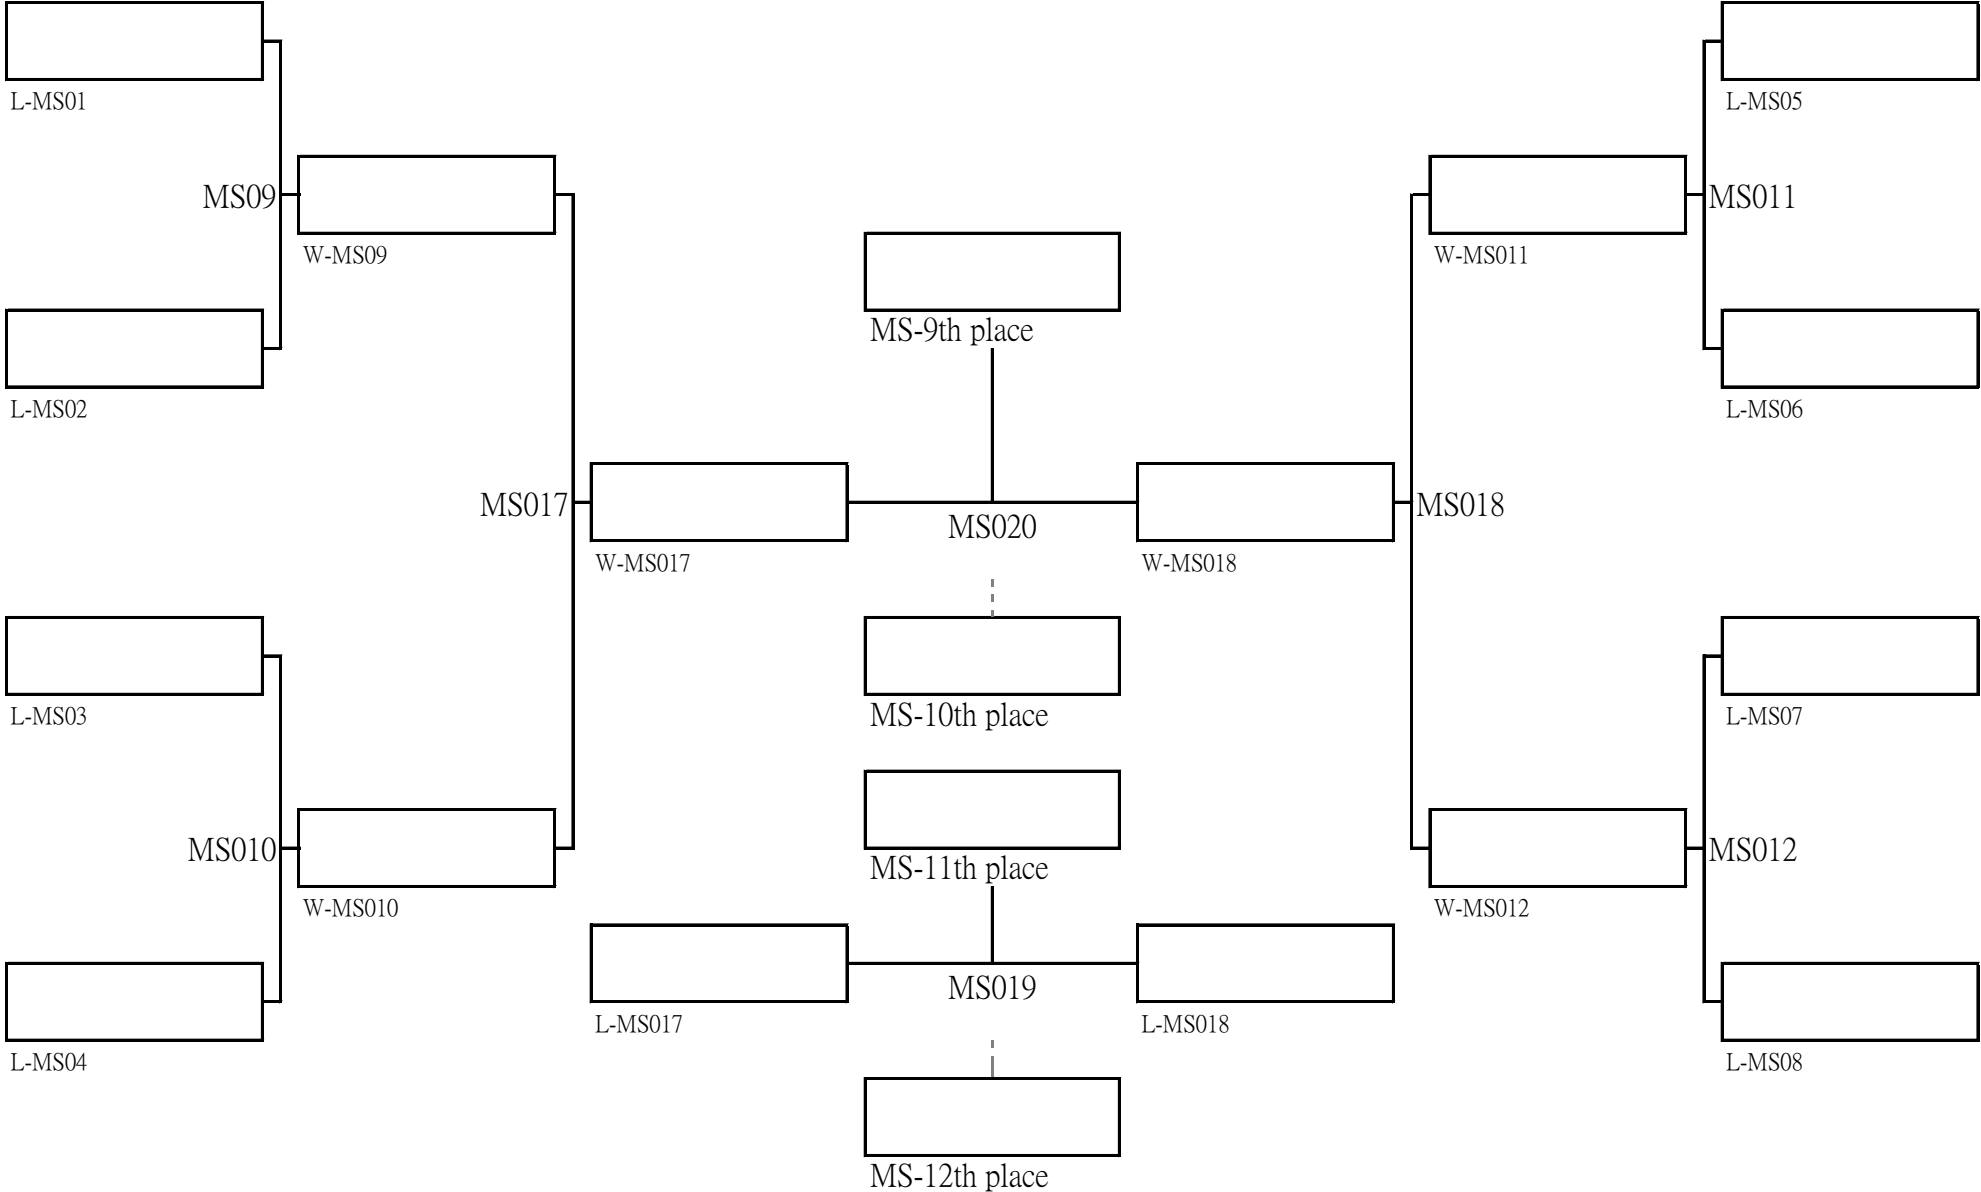 L-MS01
L-MS05
MS09
MS011
W-MS09
W-MS011
MS-9th place
L-MS02
L-MS06
MS017
MS018
MS020
W-MS017
W-MS018
L-MS03
MS-10th place
L-MS07
MS010
MS012
MS-11th place
W-MS010
W-MS012
MS019
L-MS017
L-MS018
L-MS04
L-MS08
MS-12th place